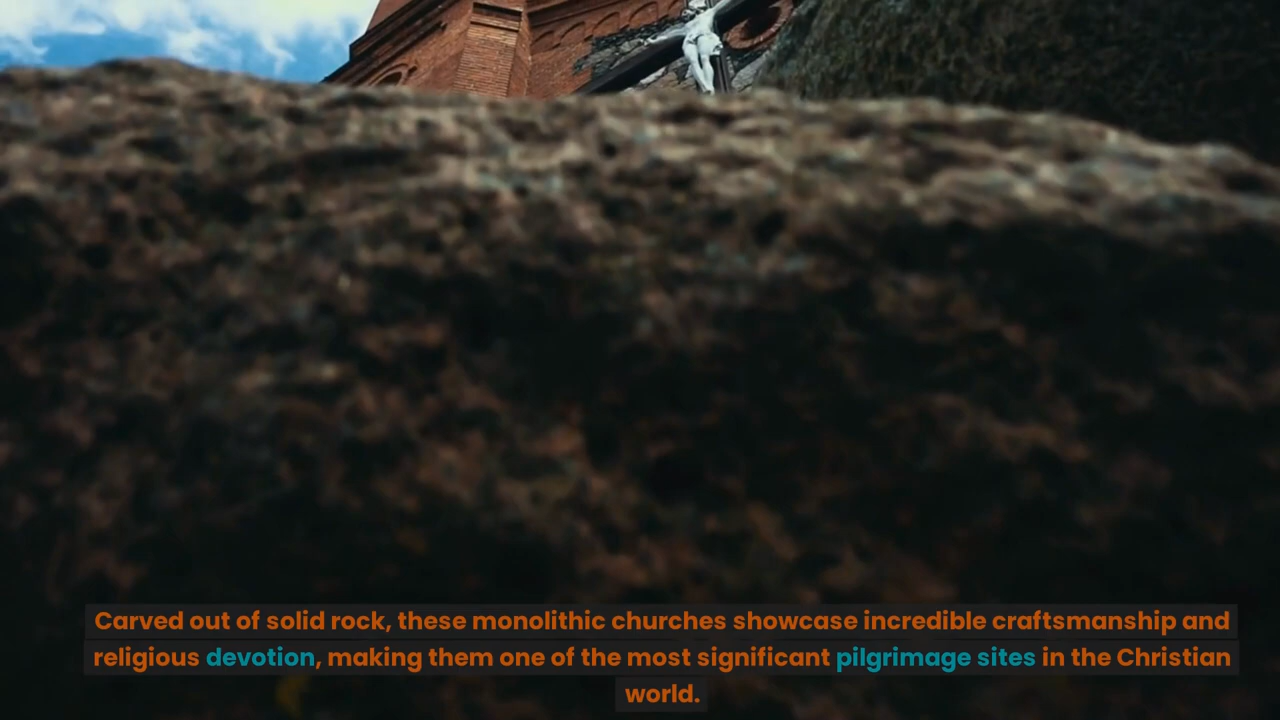 Carved out of solid rock, these monolithic churches showcase incredible craftsmanship and
religious devotion, making them one of the most significant pilgrimage sites in the Christian
world.